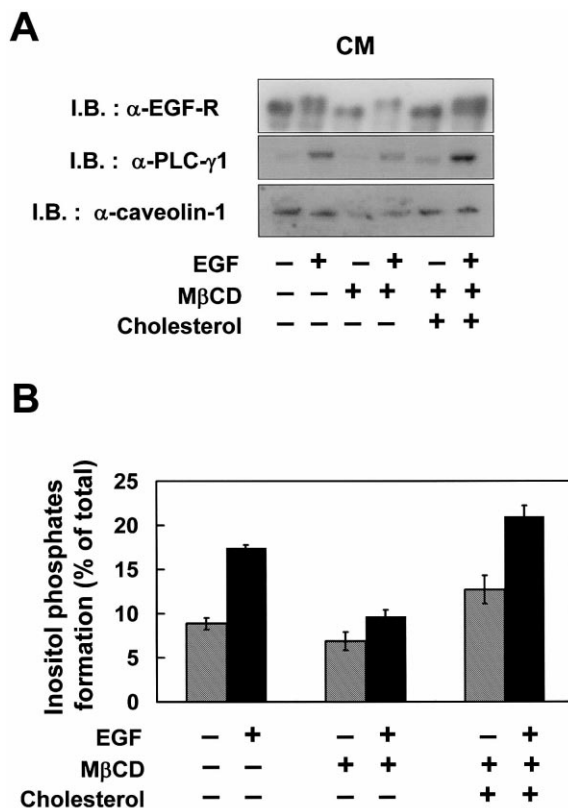 A
CM
I.B. : α-EGF-R
I.B. : α-PLC-γ1
I.B. : α-caveolin-1
EGF – + – + – +
MβCD – – + + + +
Cholesterol – – – – + +
B
Inositol phosphates
formation (% of total)
25
20
15
10
5
0
EGF – + – + – +
MβCD – – + + + +
Cholesterol – – – – + +